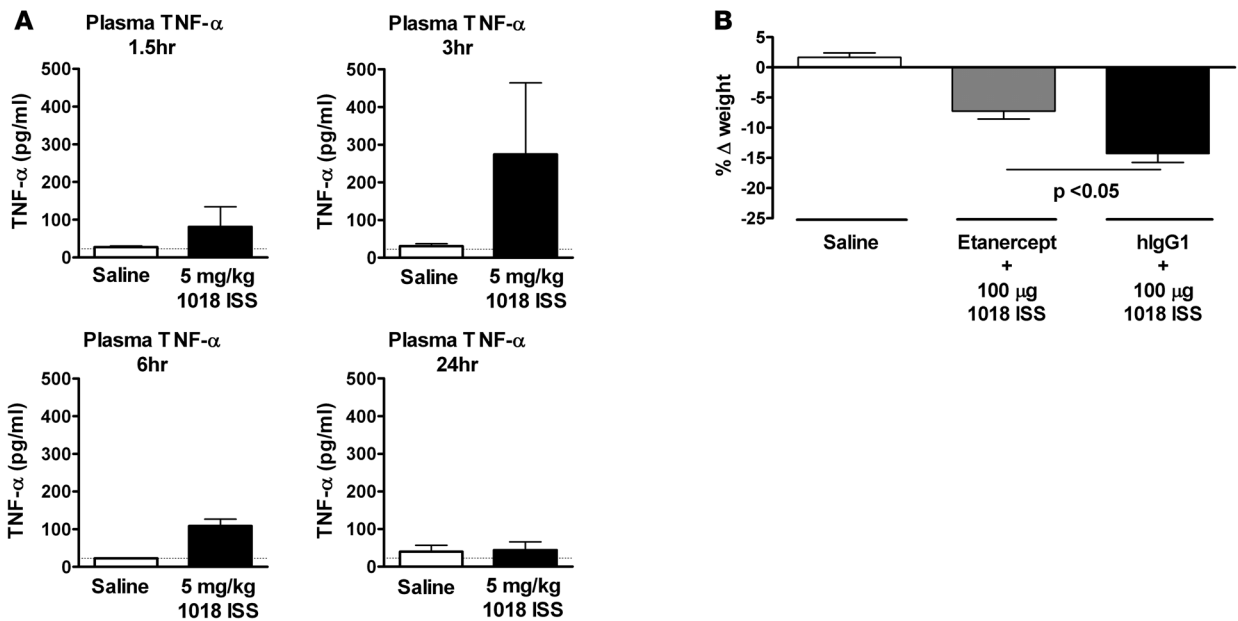 A
Plasma TNF-α
1.5hr
TNF-α (pg/ml)
500
400
300
200
100
0
Saline
5 mg/kg
1018 ISS
Plasma TNF-α
3hr
TNF-α (pg/ml)
500
400
300
200
100
0
Saline
5 mg/kg
1018 ISS
Plasma TNF-α
6hr
TNF-α (pg/ml)
500
400
300
200
100
0
Saline
5 mg/kg
1018 ISS
Plasma TNF-α
24hr
TNF-α (pg/ml)
500
400
300
200
100
0
Saline
5 mg/kg
1018 ISS
B
% Δ weight
5
0
-5
-10
-15
-20
-25
p <0.05
Saline
Etanercept
+
100 µg
1018 ISS
hIgG1
+
100 µg
1018 ISS